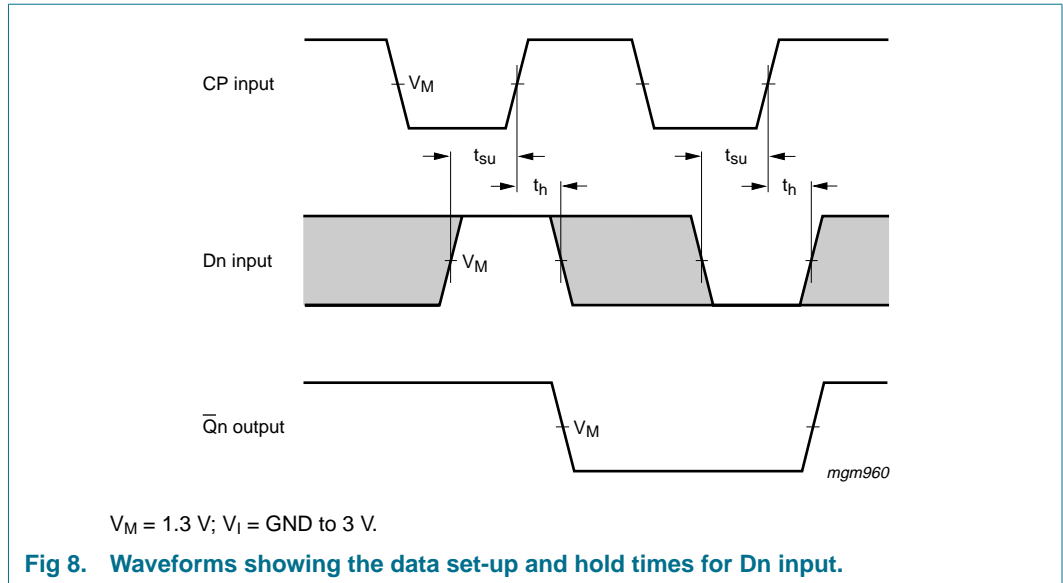 CP input
VM
tsu
tsu
th
th
Dn input
VM
Q̅n output
VM
mgm960
VM = 1.3 V; VI = GND to 3 V.
Fig 8. Waveforms showing the data set-up and hold times for Dn input.